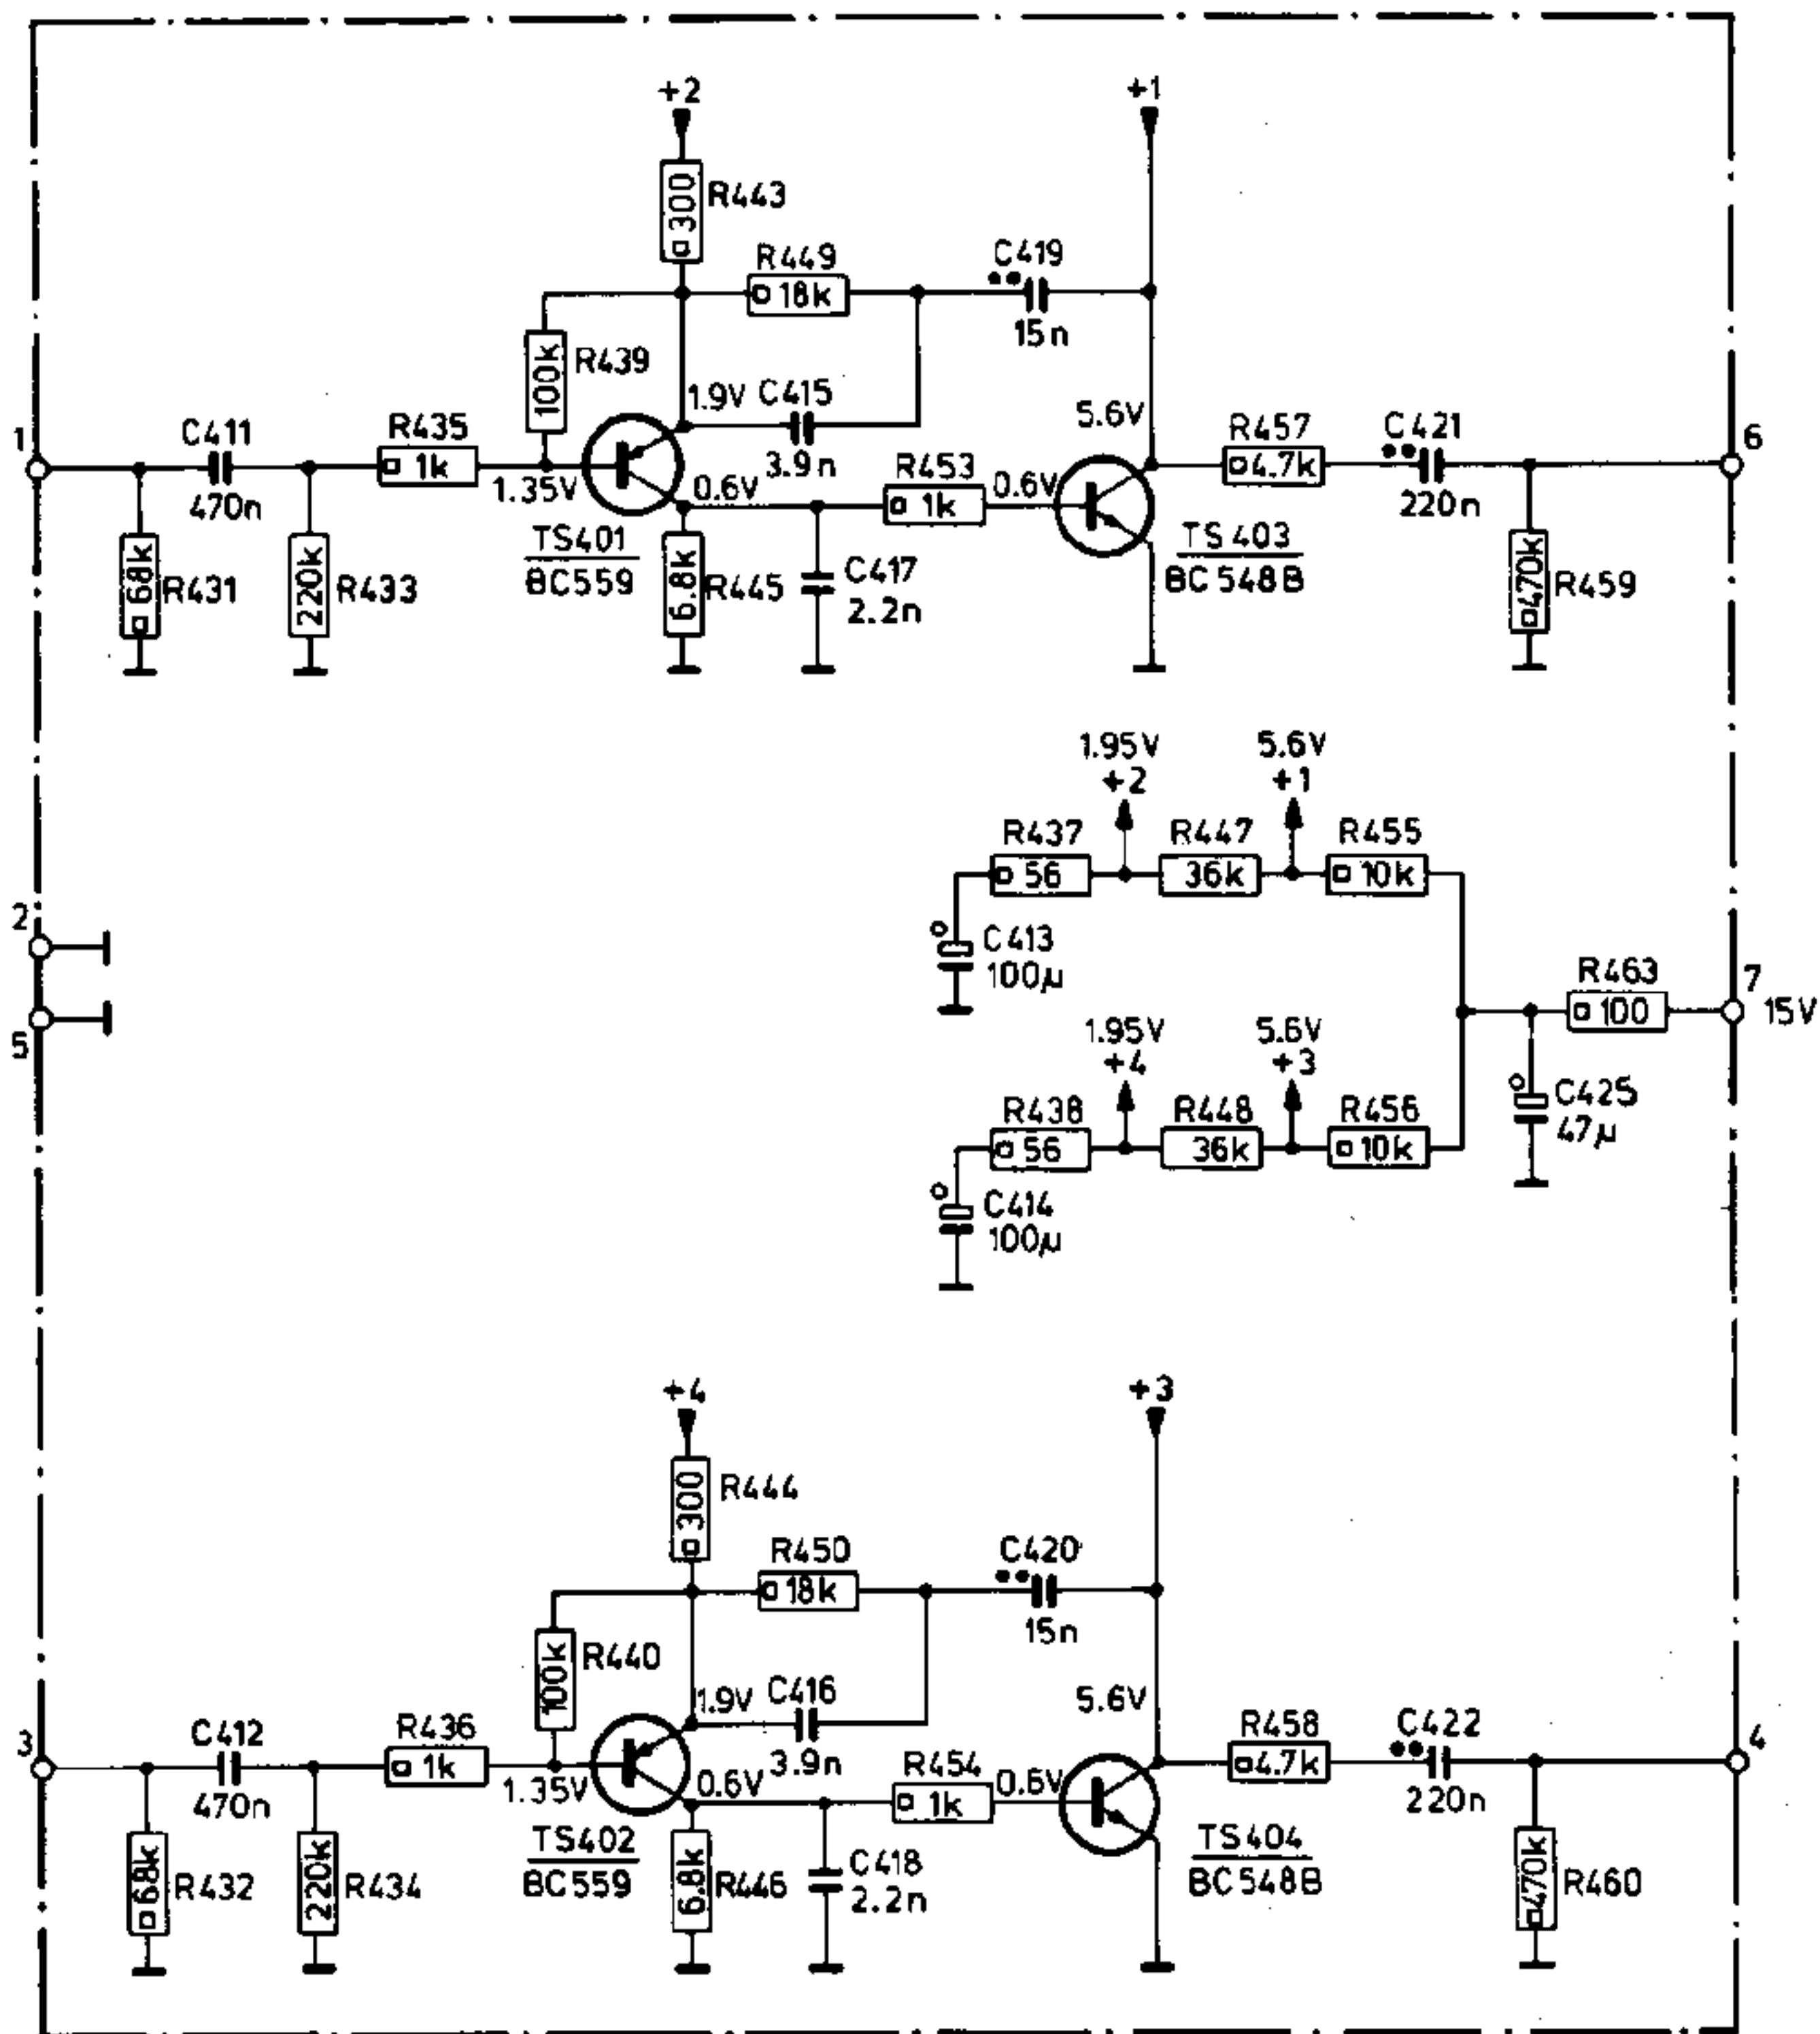 +2
+1
300
R443
R449
18k
C419
15n
100k
R439
1.9V
C415
3.9n
5.6V
1
C411
470n
R435
1k
1.35V
0.6V
R453
1k
0.6V
R457
4.7k
C421
220n
6
68k
R431
220k
R433
TS401
BC559
6.8k
R445
C417
2.2n
TS403
BC548B
470k
R459
1.95V
+2
5.6V
+1
R437
56
R447
36k
R455
10k
2
C413
100µ
R463
100
7
15V
5
1.95V
+4
5.6V
+3
R438
56
R448
36k
R456
10k
C425
47µ
C414
100µ
+4
+3
300
R444
R450
18k
C420
15n
100k
R440
1.9V
C416
3.9n
5.6V
3
C412
470n
R436
1k
1.35V
0.6V
R454
1k
0.6V
R458
4.7k
C422
220n
4
68k
R432
220k
R434
TS402
BC559
6.8k
R446
C418
2.2n
TS404
BC548B
470k
R460